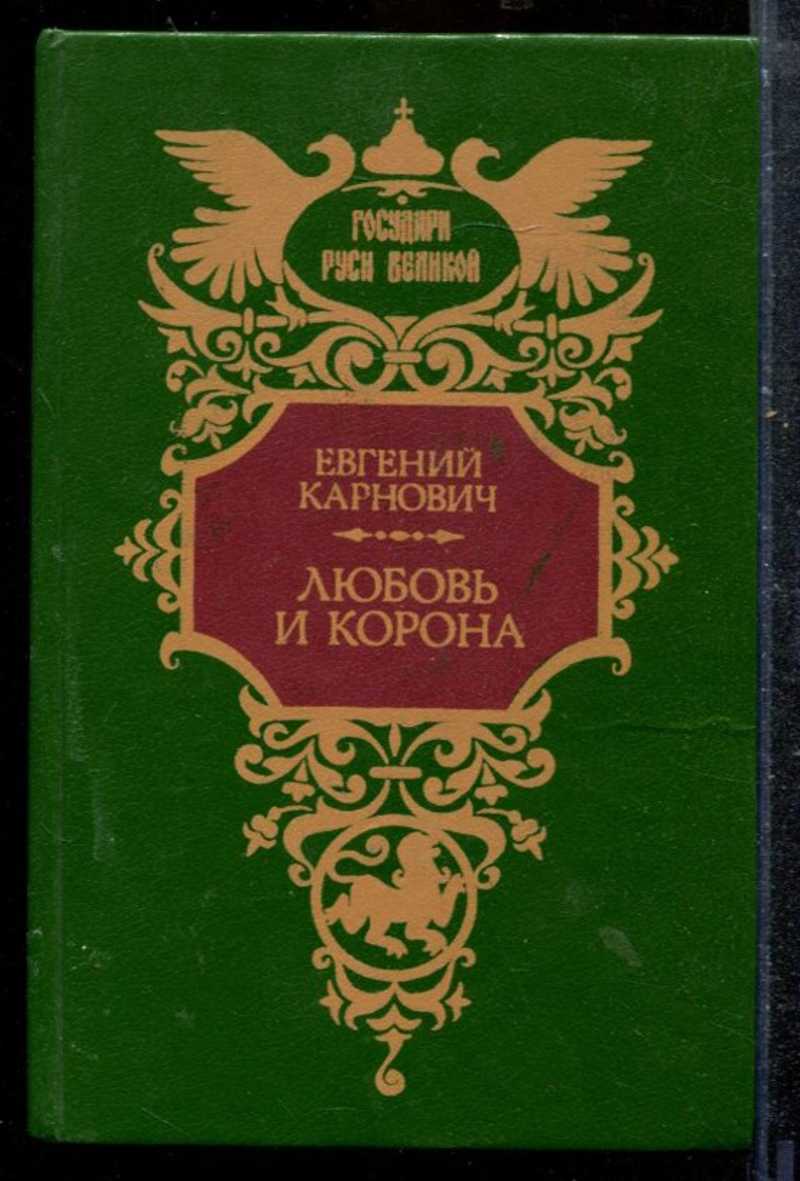 ГОСУДАРИ
РУСИ ВЕЛИКОЙ
ЕВГЕНИЙ
КАРНОВИЧ
ЛЮБОВЬ
И КОРОНА